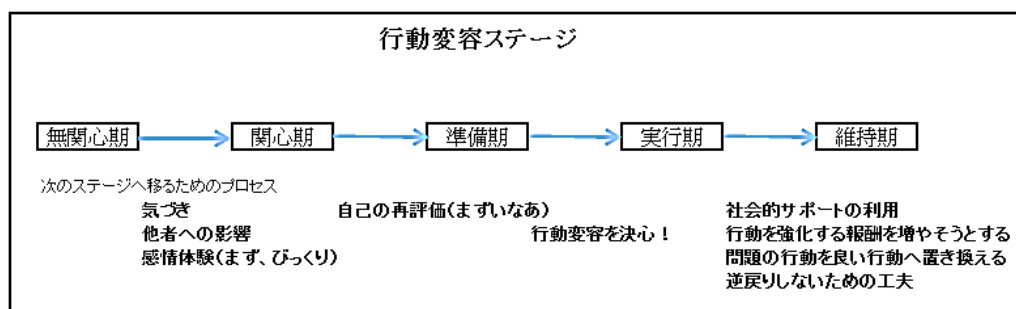 行動変容ステージ
無関心期
関心期
準備期
実行期
維持期
次のステージへ移るためのプロセス
気づき
他者への影響
感情体験(まず、びっくり)
自己の再評価(まずいなあ)
行動変容を決心!
社会的サポートの利用
行動を強化する報酬を増やそうとする
問題の行動を良い行動へ置き換える
逆戻りしないための工夫